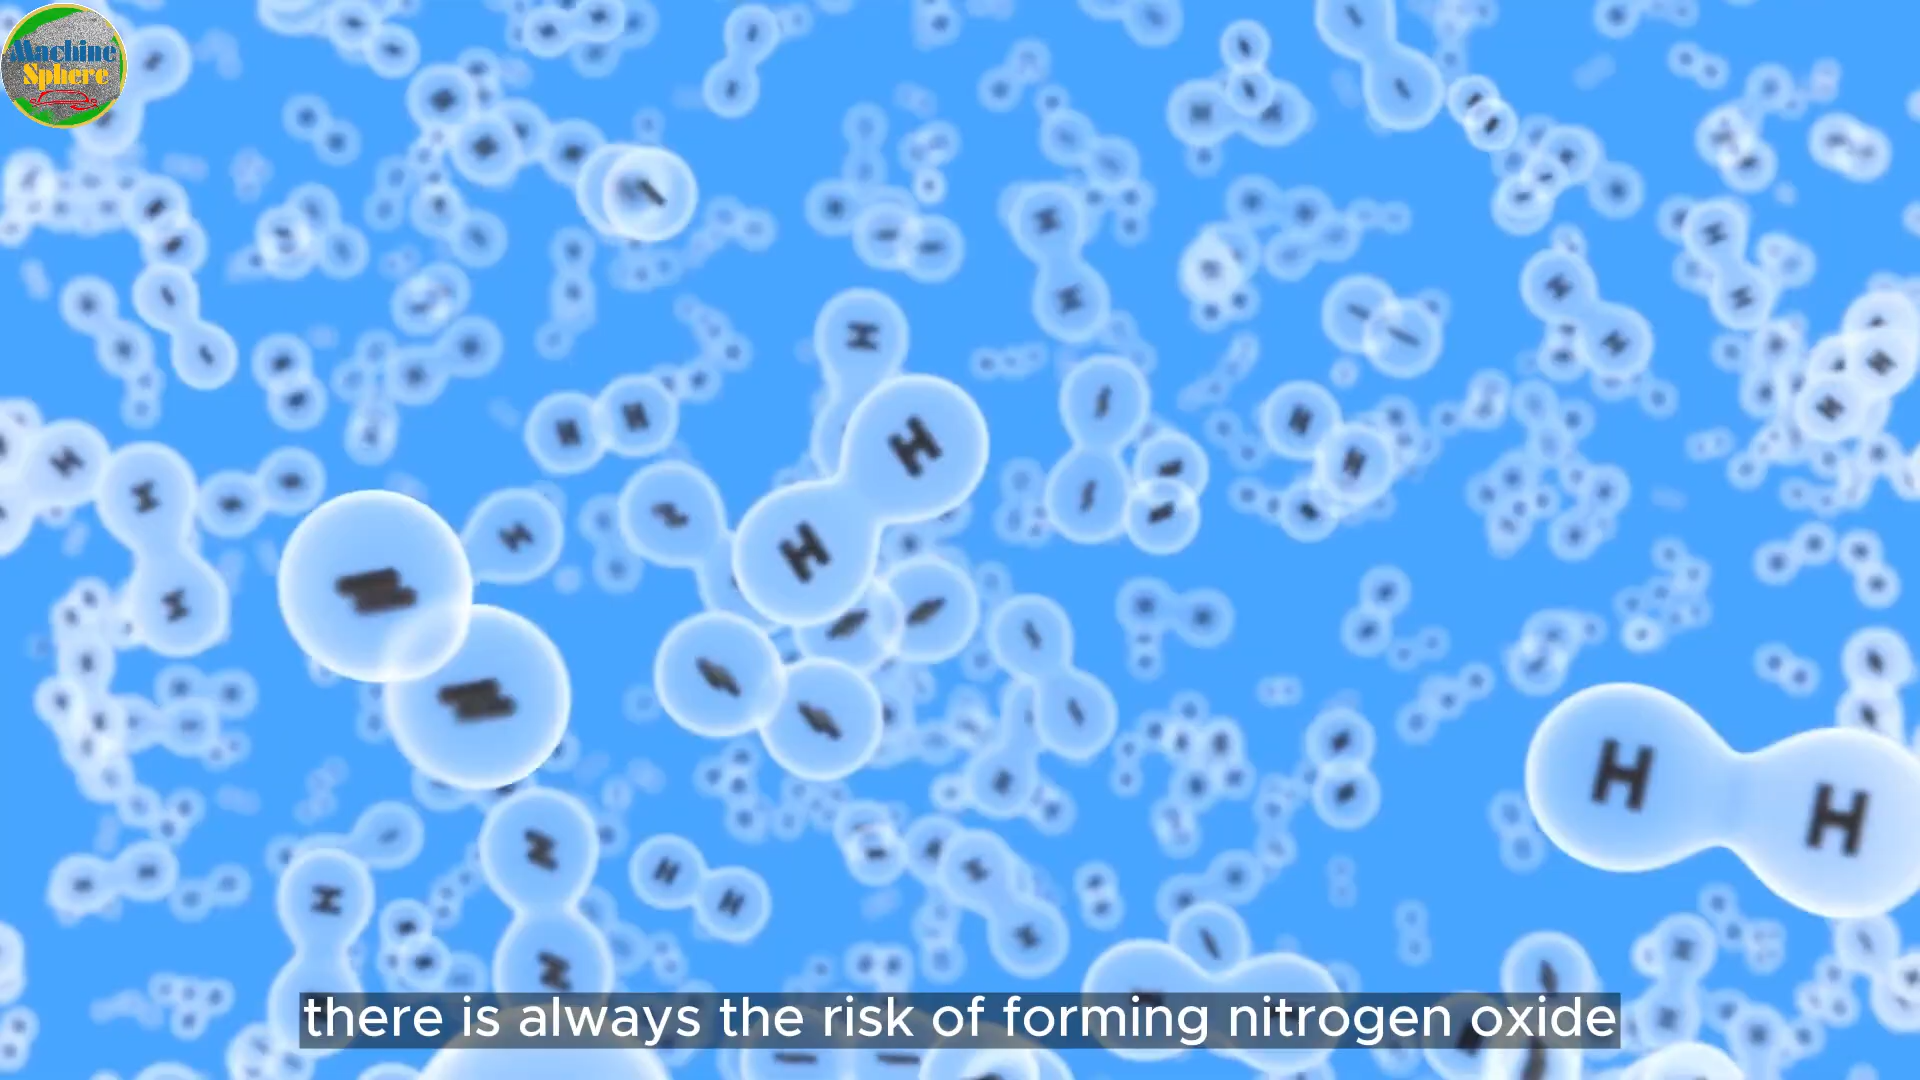 Machine
Sphere
H
H
H
H
H
H
H
H
there is always the risk of forming nitrogen oxide